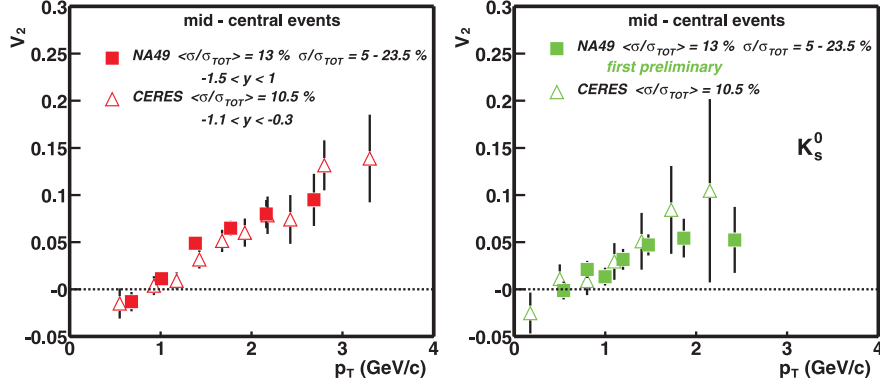 mid - central events
NA49 <σ/σTOT> = 13 % σ/σTOT = 5 - 23.5 %
-1.5 < y < 1
CERES <σ/σTOT> = 10.5 %
-1.1 < y < -0.3
V2
0.3
0.25
0.2
0.15
0.1
0.05
-0
-0.05
0 1 2 3 4
pT (GeV/c)
mid - central events
NA49 <σ/σTOT> = 13 % σ/σTOT = 5 - 23.5 %
first preliminary
CERES <σ/σTOT> = 10.5 %
K0s
V2
0.3
0.25
0.2
0.15
0.1
0.05
-0
-0.05
0 1 2 3 4
pT (GeV/c)